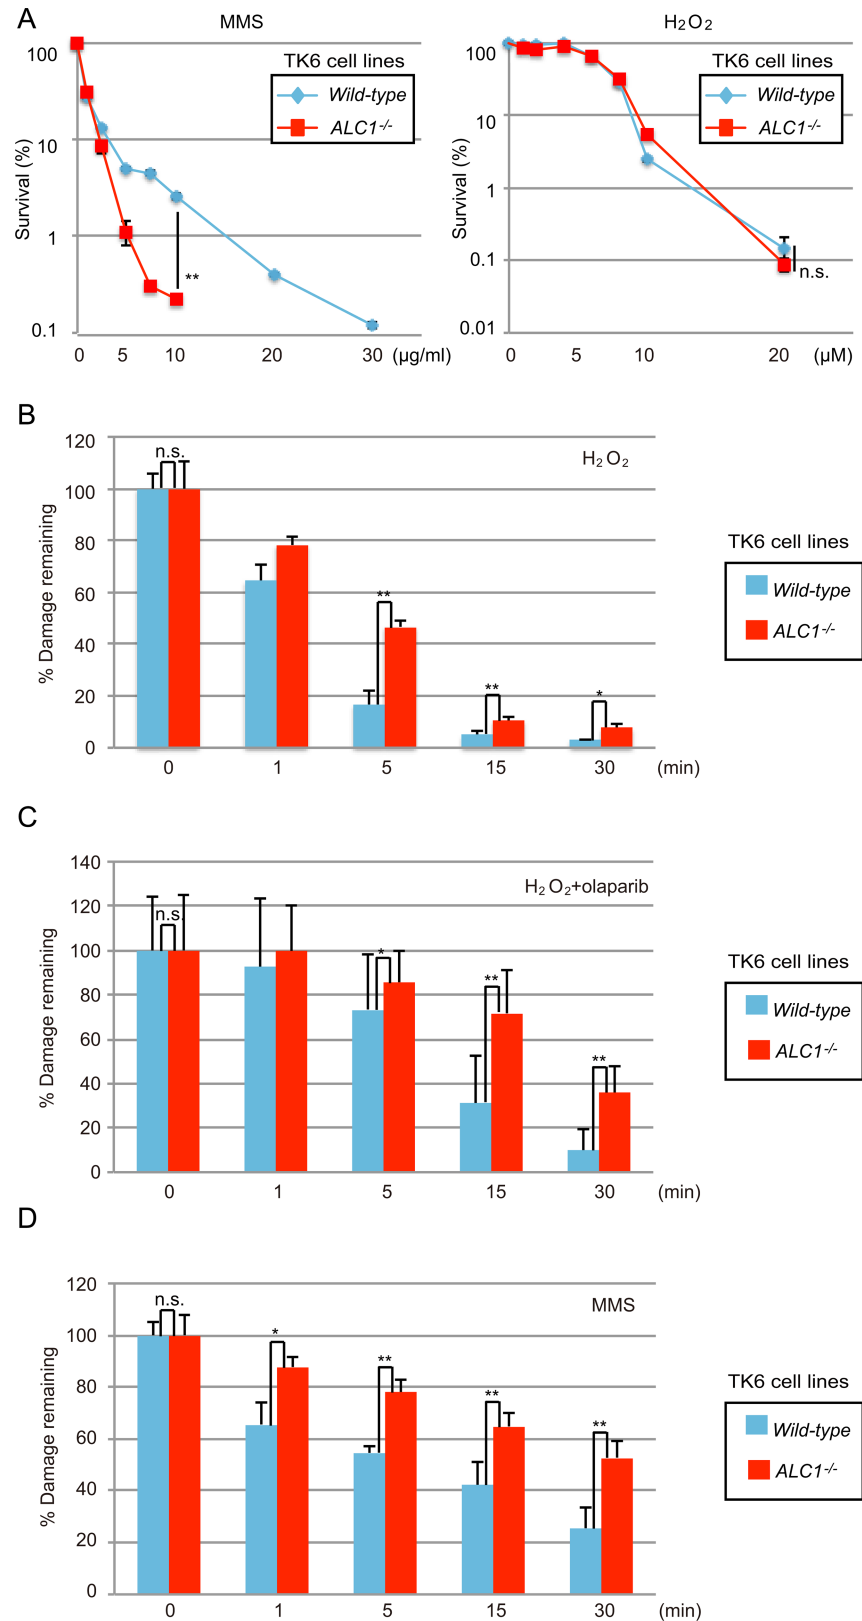 A
MMS
H2O2
TK6 cell lines
Wild-type
ALC1-/-
Survival (%)
100
10
1
0.1
**
0 5 10 20 30 (μg/ml)
TK6 cell lines
Wild-type
ALC1-/-
Survival (%)
100
10
1
0.1
0.01
n.s.
0 5 10 20 (μM)
B
H2O2
% Damage remaining
120
100
80
60
40
20
0
n.s.
**
**
*
0 1 5 15 30 (min)
TK6 cell lines
Wild-type
ALC1-/-
C
H2O2+olaparib
% Damage remaining
140
120
100
80
60
40
20
0
n.s.
*
**
**
0 1 5 15 30 (min)
TK6 cell lines
Wild-type
ALC1-/-
D
MMS
% Damage remaining
120
100
80
60
40
20
0
n.s.
*
**
**
**
0 1 5 15 30 (min)
TK6 cell lines
Wild-type
ALC1-/-